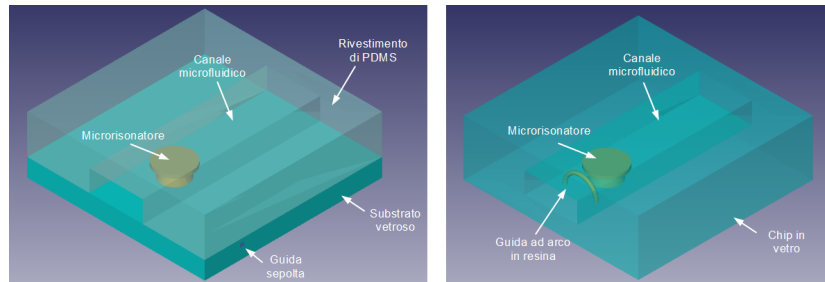 Rivestimento
di PDMS
Canale
microfluidico
Microrisonatore
Substrato
vetroso
Guida
sepolta
Canale
microfluidico
Microrisonatore
Guida ad arco
in resina
Chip in
vetro